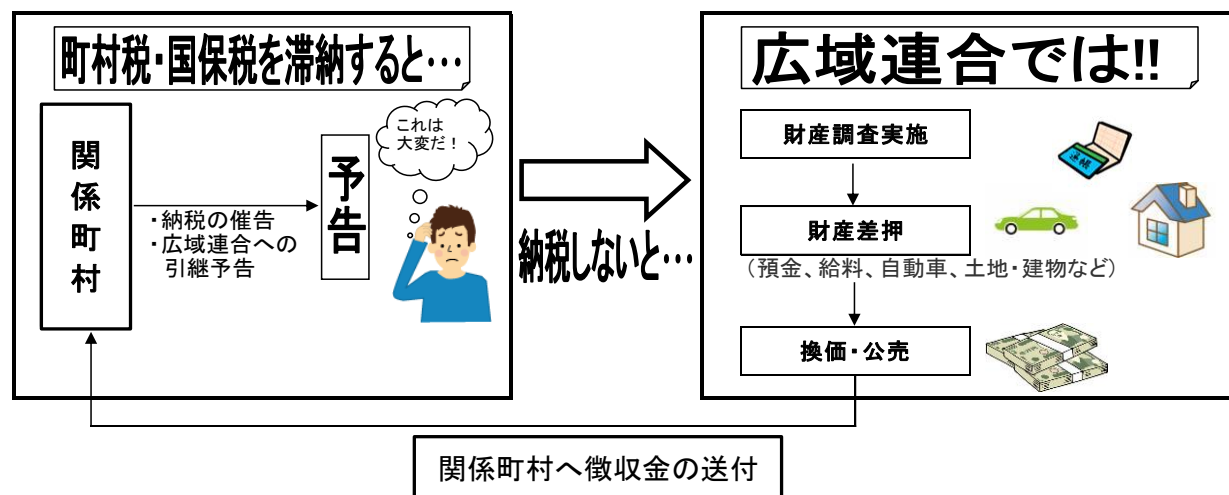 町村税・国保税を滞納すると…
関係町村
・納税の催告
・広域連合への
引継予告
予告
これは
大変だ！
納税しないと…
広域連合では!!
財産調査実施
通帳
財産差押
（預金、給料、自動車、土地・建物など）
換価・公売
関係町村へ徴収金の送付